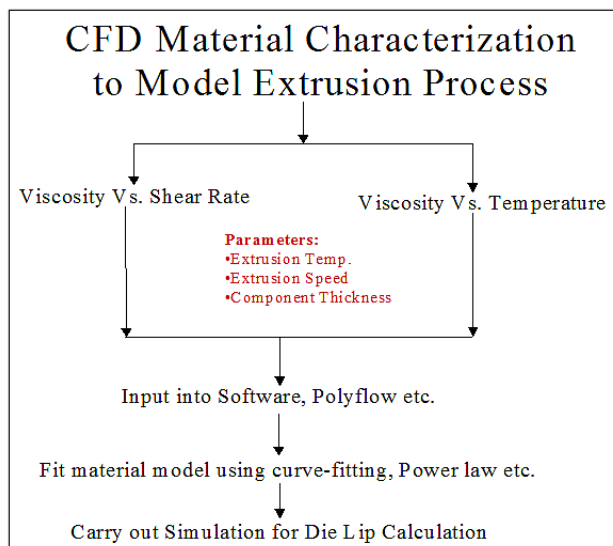 CFD Material Characterization
to Model Extrusion Process
Viscosity Vs. Shear Rate
Viscosity Vs. Temperature
Parameters:
•Extrusion Temp.
•Extrusion Speed
•Component Thickness
Input into Software, Polyflow etc.
Fit material model using curve-fitting, Power law etc.
Carry out Simulation for Die Lip Calculation